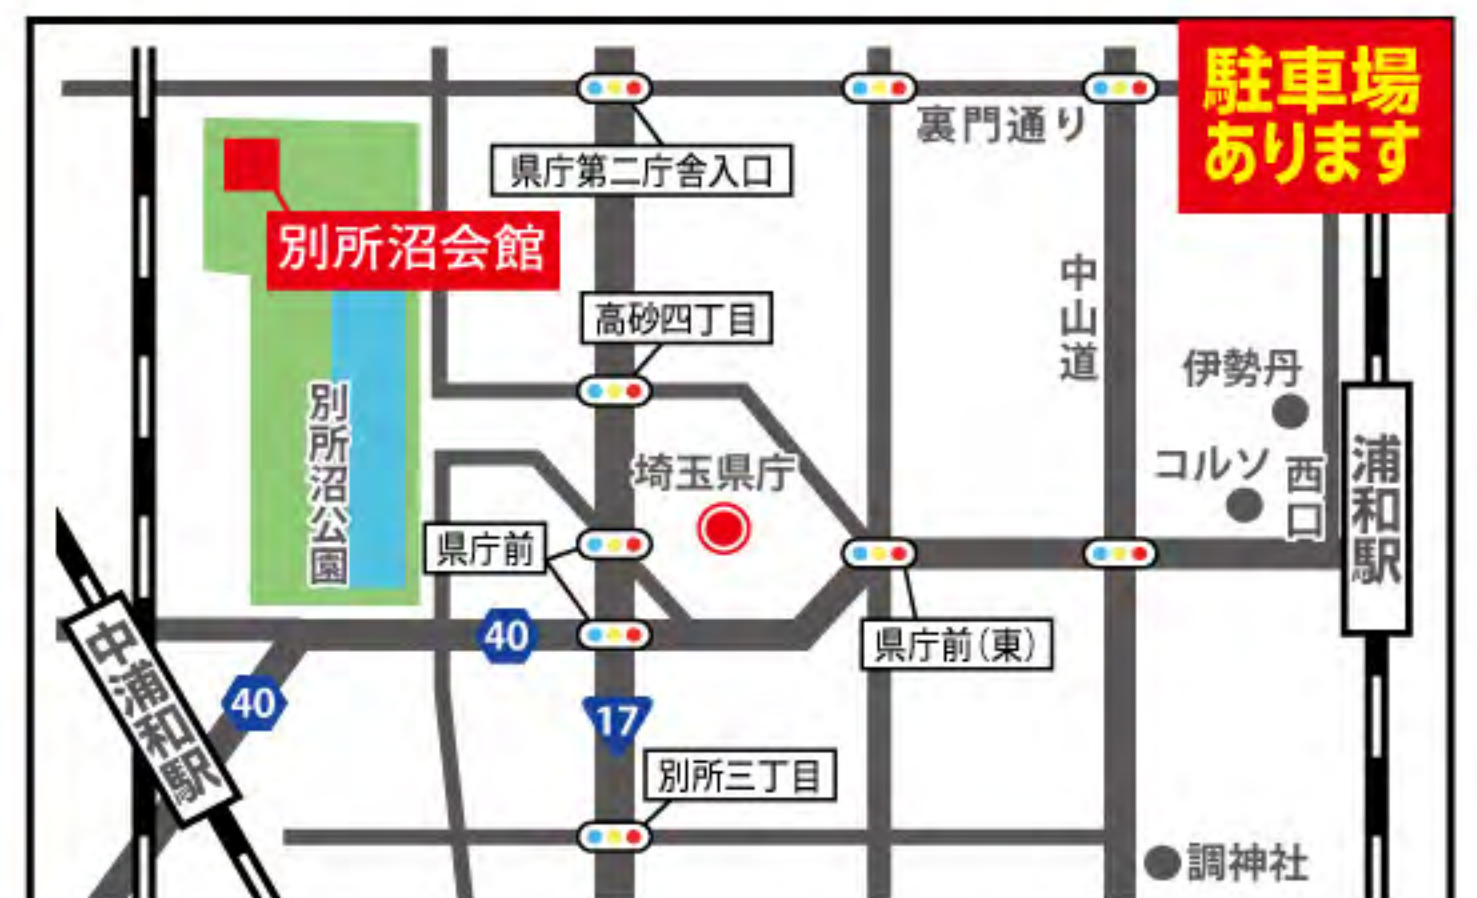 駐車場
あります
裏門通り
県庁第二庁舎入口
別所沼会館
高砂四丁目
中山道
伊勢丹
コルソ
西口
浦和駅
別所沼公園
埼玉県庁
県庁前
県庁前(東)
40
40
17
中浦和駅
別所三丁目
調神社